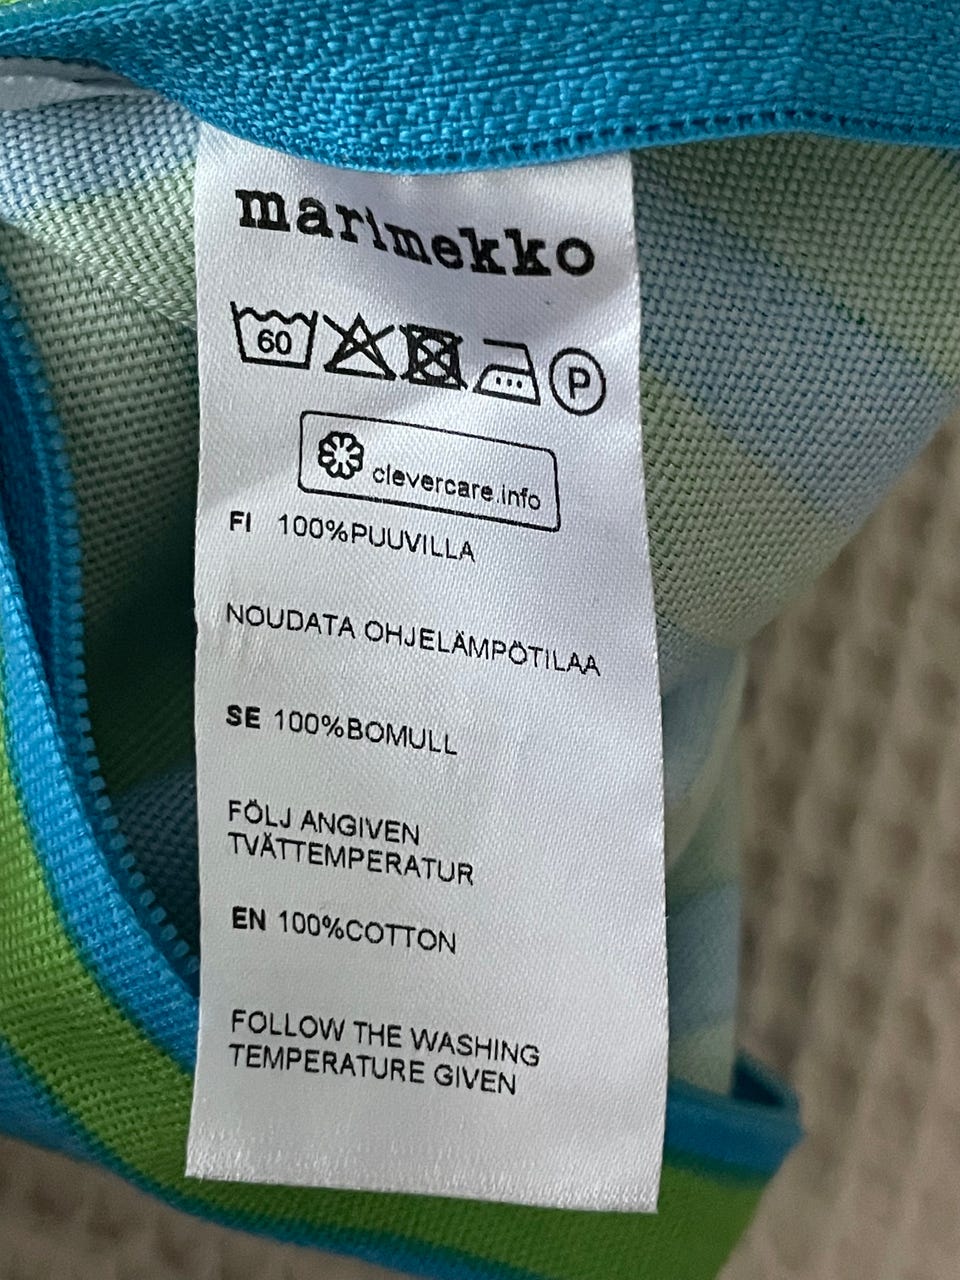 marimekko
60
P
clevercare.info
FI 100%PUUVILLA
NOUDATA OHJELÄMPÖTILAA
SE 100%BOMULL
FÖLJ ANGIVEN
TVÄTTEMPERATUR
EN 100%COTTON
FOLLOW THE WASHING
TEMPERATURE GIVEN